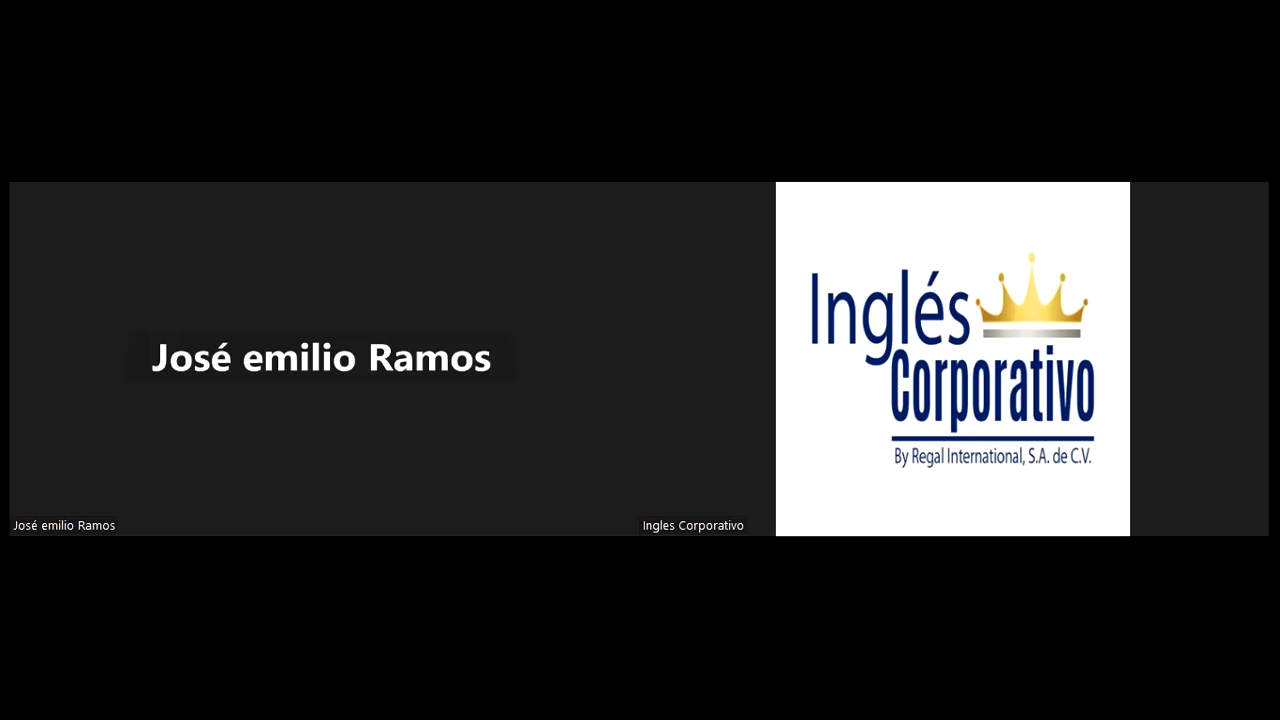 José emilio Ramos
José emilio Ramos
Inglés
Corporativo
By Regal International, S.A. de C.V.
Ingles Corporativo